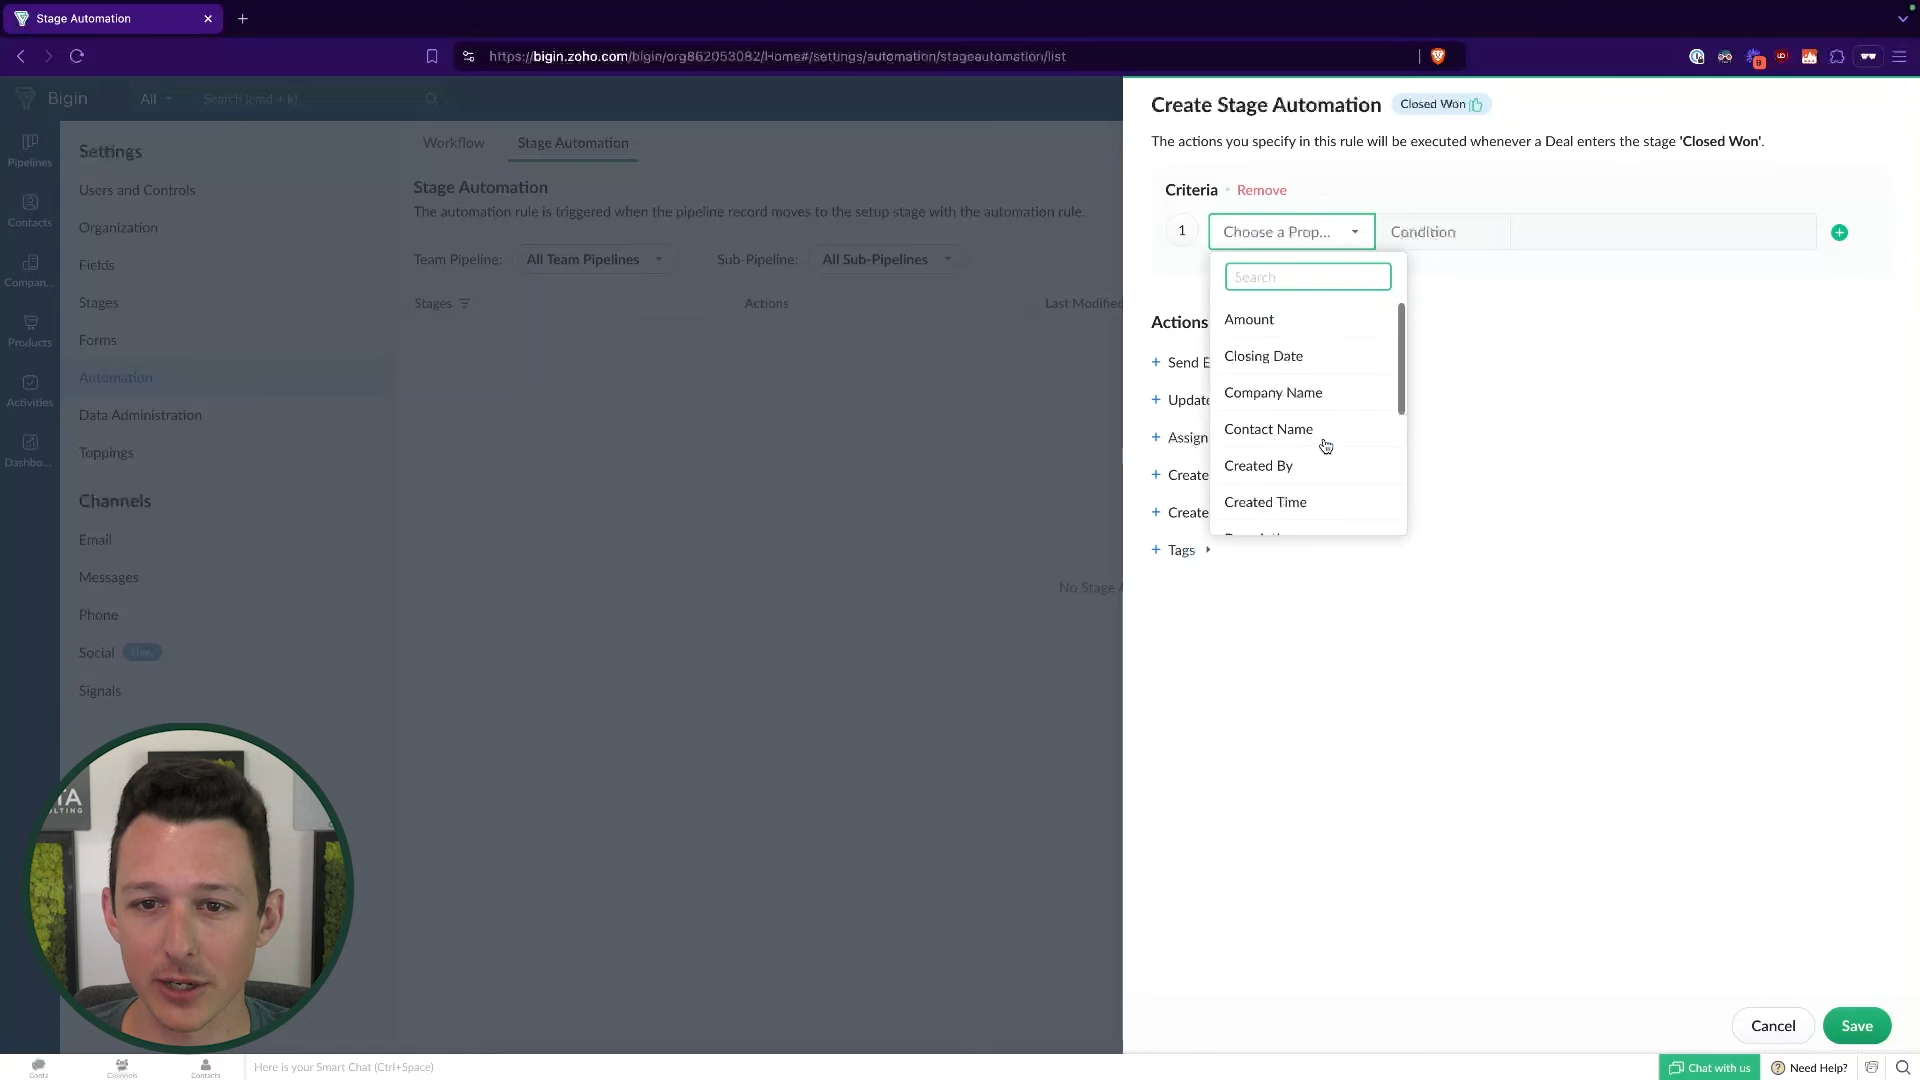 Stage Automation
https://bigin.zoho.com/bigin/org862053082/Home#/settings/automation/stageautomation/list
Bigin
All
Search (cmd + k)
Pipelines
Contacts
Compan...
Products
Activities
Dashbo...
Settings
Users and Controls
Organization
Fields
Stages
Forms
Automation
Data Administration
Toppings
Channels
Email
Messages
Phone
Social
Signals
Workflow
Stage Automation
Stage Automation
The automation rule is triggered when the pipeline record moves to the setup stage with the automation rule.
Team Pipeline: All Team Pipelines
Sub-Pipeline: All Sub-Pipelines
Stages
Actions
Last Modified
No Stage
Create Stage Automation
Closed Won
The actions you specify in this rule will be executed whenever a Deal enters the stage 'Closed Won'.
Criteria • Remove
1
Choose a Prop...
Condition
Search
Amount
Closing Date
Company Name
Contact Name
Created By
Created Time
Actions
+ Send E
+ Update
+ Assign
+ Create
+ Create
+ Tags
Cancel
Save
TA
ULTING
Chats
Channels
Contacts
Here is your Smart Chat (Ctrl+Space)
Chat with us
Need Help?